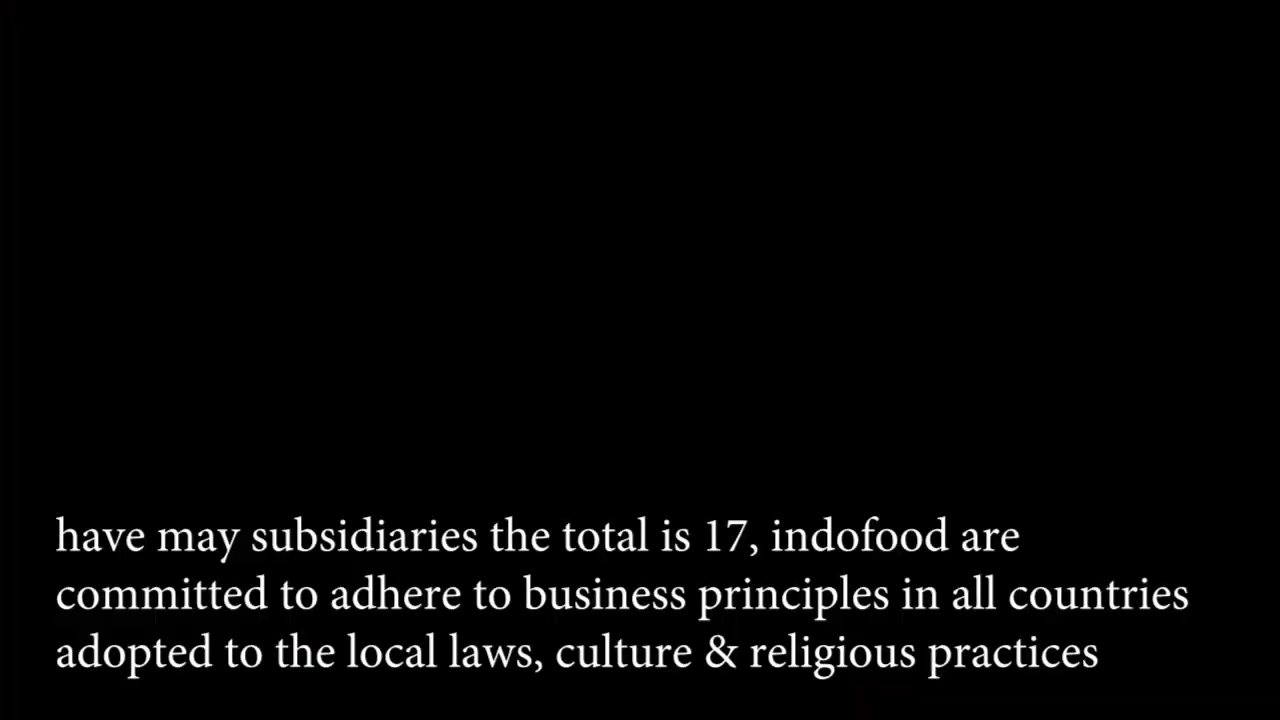 have may subsidiaries the total is 17, indofood are
committed to adhere to business principles in all countries
adopted to the local laws, culture & religious practices